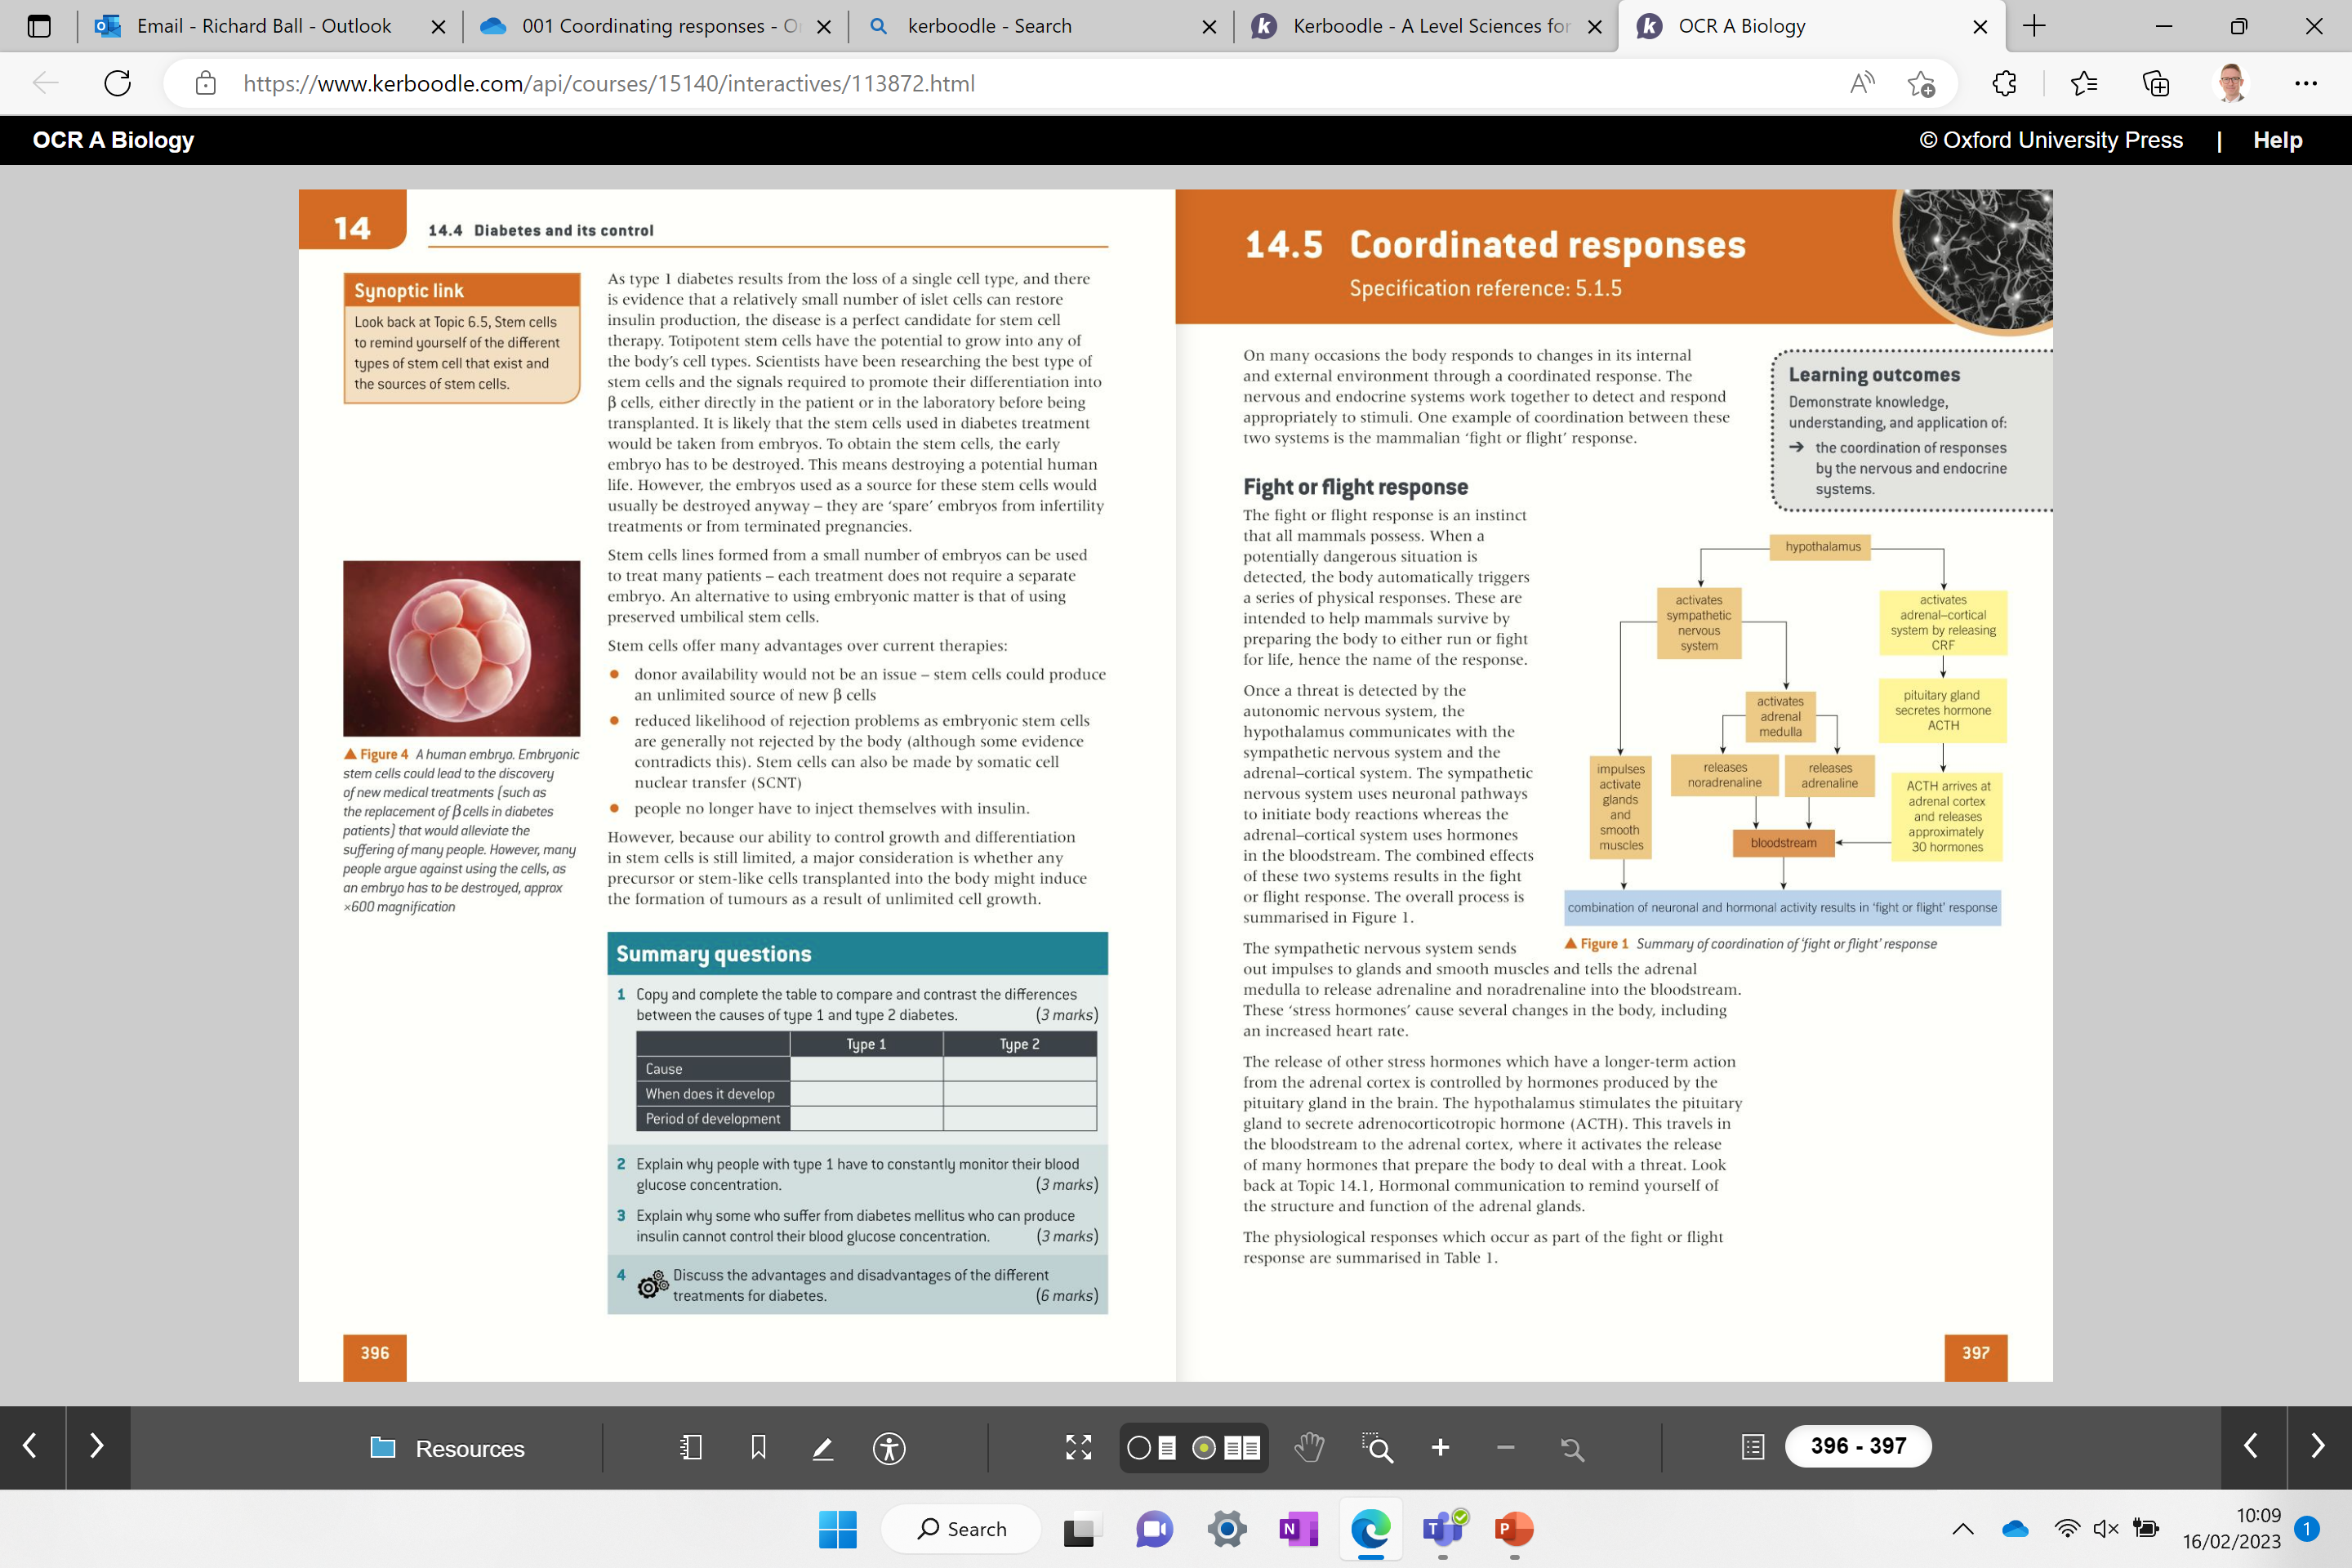 Email - Richard Ball - Outlook
001 Coordinating responses - O
kerboodle - Search
Kerboodle - A Level Sciences for
OCR A Biology
https://www.kerboodle.com/api/courses/15140/interactives/113872.html
OCR A Biology
© Oxford University Press | Help
14
14.4 Diabetes and its control
Synoptic link
Look back at Topic 6.5, Stem cells
to remind yourself of the different
types of stem cell that exist and
the sources of stem cells.
As type 1 diabetes results from the loss of a single cell type, and there
is evidence that a relatively small number of islet cells can restore
insulin production, the disease is a perfect candidate for stem cell
therapy. Totipotent stem cells have the potential to grow into any of
the body's cell types. Scientists have been researching the best type of
stem cells and the signals required to promote their differentiation into
β cells, either directly in the patient or in the laboratory before being
transplanted. It is likely that the stem cells used in diabetes treatment
would be taken from embryos. To obtain the stem cells, the early
embryo has to be destroyed. This means destroying a potential human
life. However, the embryos used as a source for these stem cells would
usually be destroyed anyway – they are 'spare' embryos from infertility
treatments or from terminated pregnancies.
Stem cells lines formed from a small number of embryos can be used
to treat many patients – each treatment does not require a separate
embryo. An alternative to using embryonic matter is that of using
preserved umbilical stem cells.
Stem cells offer many advantages over current therapies:
● donor availability would not be an issue – stem cells could produce
an unlimited source of new β cells
● reduced likelihood of rejection problems as embryonic stem cells
are generally not rejected by the body (although some evidence
contradicts this). Stem cells can also be made by somatic cell
nuclear transfer (SCNT)
● people no longer have to inject themselves with insulin.
However, because our ability to control growth and differentiation
in stem cells is still limited, a major consideration is whether any
precursor or stem-like cells transplanted into the body might induce
the formation of tumours as a result of unlimited cell growth.
▲ Figure 4 A human embryo. Embryonic
stem cells could lead to the discovery
of new medical treatments (such as
the replacement of β cells in diabetes
patients) that would alleviate the
suffering of many people. However, many
people argue against using the cells, as
an embryo has to be destroyed, approx
×600 magnification
Summary questions
1 Copy and complete the table to compare and contrast the differences
between the causes of type 1 and type 2 diabetes. (3 marks)
Type 1 Type 2
Cause
When does it develop
Period of development
2 Explain why people with type 1 have to constantly monitor their blood
glucose concentration. (3 marks)
3 Explain why some who suffer from diabetes mellitus who can produce
insulin cannot control their blood glucose concentration. (3 marks)
4 Discuss the advantages and disadvantages of the different
treatments for diabetes. (6 marks)
396
14.5 Coordinated responses
Specification reference: 5.1.5
On many occasions the body responds to changes in its internal
and external environment through a coordinated response. The
nervous and endocrine systems work together to detect and respond
appropriately to stimuli. One example of coordination between these
two systems is the mammalian 'fight or flight' response.
Learning outcomes
Demonstrate knowledge,
understanding, and application of:
→ the coordination of responses
by the nervous and endocrine
systems.
Fight or flight response
The fight or flight response is an instinct
that all mammals possess. When a
potentially dangerous situation is
detected, the body automatically triggers
a series of physical responses. These are
intended to help mammals survive by
preparing the body to either run or fight
for life, hence the name of the response.
Once a threat is detected by the
autonomic nervous system, the
hypothalamus communicates with the
sympathetic nervous system and the
adrenal–cortical system. The sympathetic
nervous system uses neuronal pathways
to initiate body reactions whereas the
adrenal–cortical system uses hormones
in the bloodstream. The combined effects
of these two systems results in the fight
or flight response. The overall process is
summarised in Figure 1.
hypothalamus
activates
sympathetic
nervous
system
activates
adrenal–cortical
system by releasing
CRF
activates
adrenal
medulla
pituitary gland
secretes hormone
ACTH
impulses
activate
glands
and
smooth
muscles
releases
noradrenaline
releases
adrenaline
ACTH arrives at
adrenal cortex
and releases
approximately
30 hormones
bloodstream
combination of neuronal and hormonal activity results in 'fight or flight' response
▲ Figure 1 Summary of coordination of 'fight or flight' response
The sympathetic nervous system sends
out impulses to glands and smooth muscles and tells the adrenal
medulla to release adrenaline and noradrenaline into the bloodstream.
These 'stress hormones' cause several changes in the body, including
an increased heart rate.
The release of other stress hormones which have a longer-term action
from the adrenal cortex is controlled by hormones produced by the
pituitary gland in the brain. The hypothalamus stimulates the pituitary
gland to secrete adrenocorticotropic hormone (ACTH). This travels in
the bloodstream to the adrenal cortex, where it activates the release
of many hormones that prepare the body to deal with a threat. Look
back at Topic 14.1, Hormonal communication to remind yourself of
the structure and function of the adrenal glands.
The physiological responses which occur as part of the fight or flight
response are summarised in Table 1.
397
Resources
396 - 397
Search
10:09
16/02/2023
1